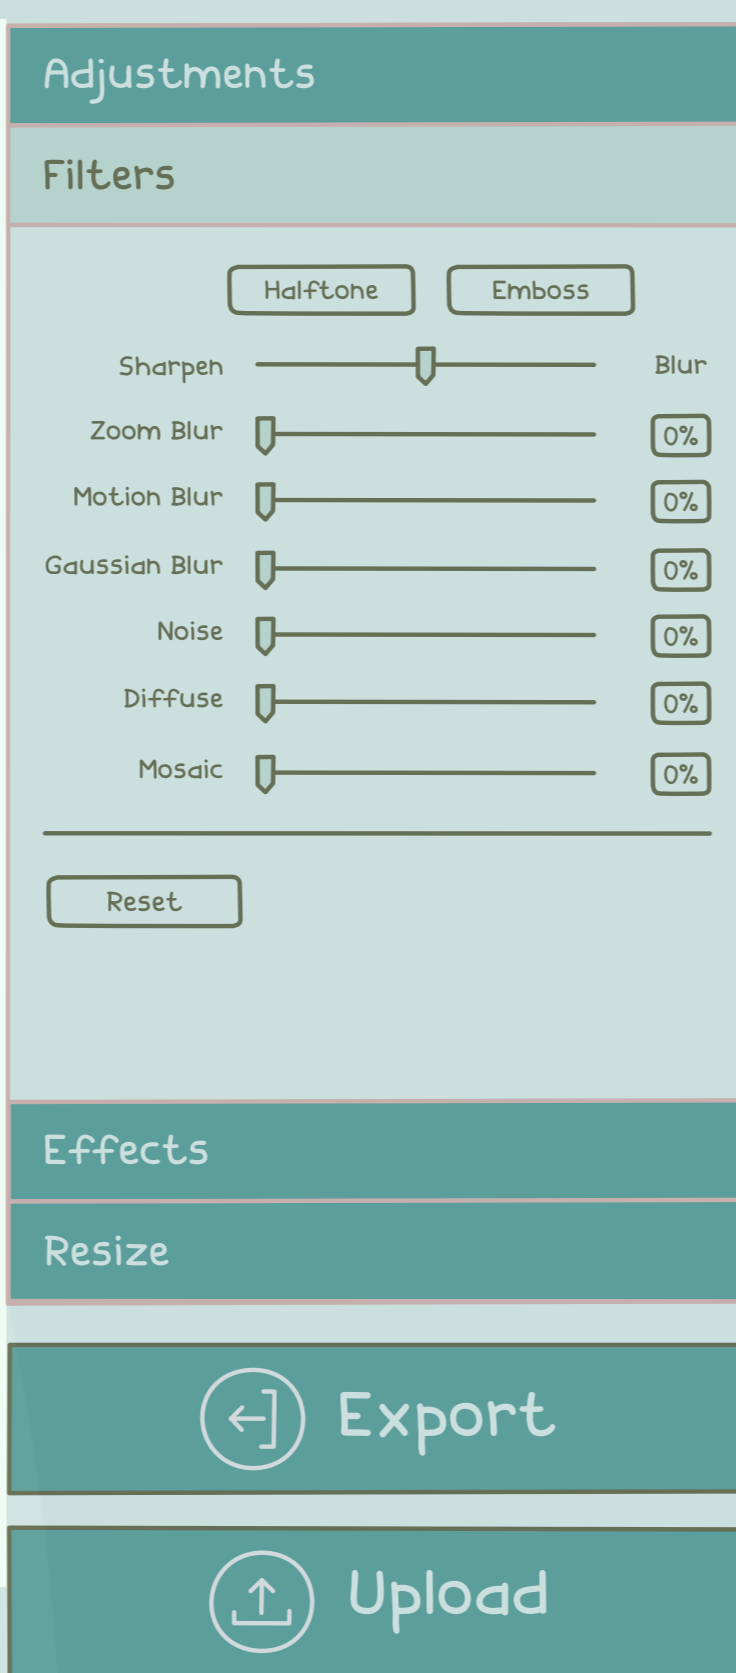 Adjustments
Filters
Halftone Emboss
Sharpen Blur
Zoom Blur 0%
Motion Blur 0%
Gaussian Blur 0%
Noise 0%
Diffuse 0%
Mosaic 0%
Reset
Effects
Resize
Export
Upload